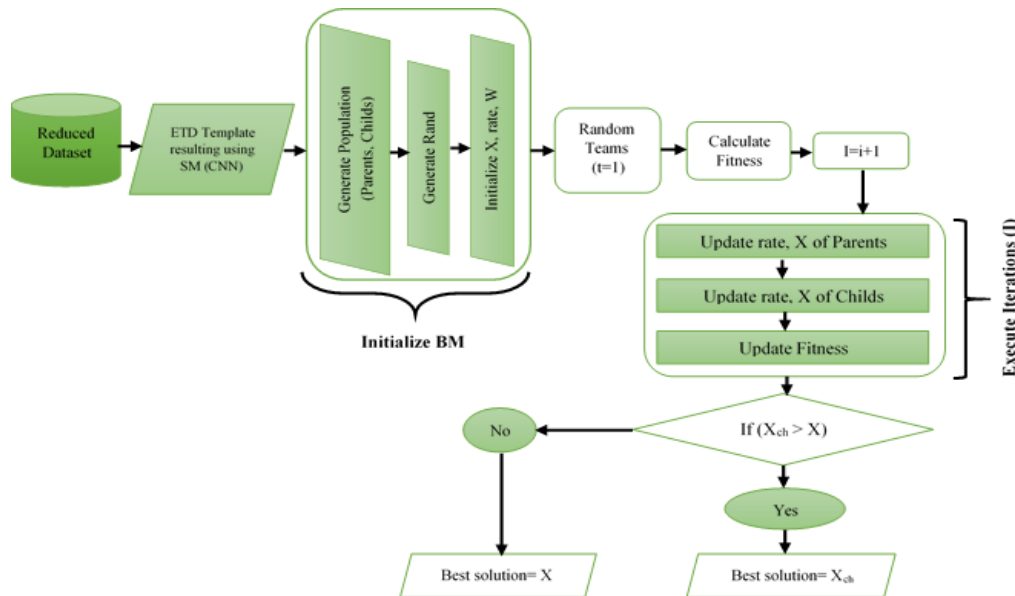 Reduced
Dataset
ETD Template
resulting using
SM (CNN)
Generate Population
(Parents, Childs)
Generate Rand
Initialize X, rate, W
Initialize BM
Random
Teams
(t=1)
Calculate
Fitness
I=i+1
Update rate, X of Parents
Update rate, X of Childs
Update Fitness
Execute Iterations (I)
If (Xch > X)
No
Yes
Best solution= X
Best solution= Xch